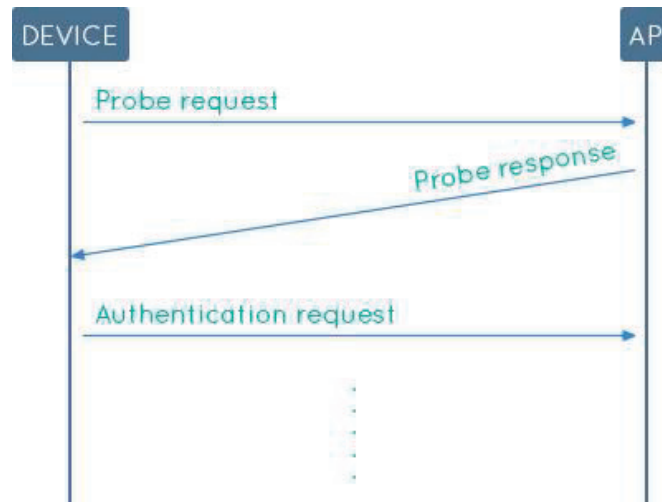 DEVICE
AP
Probe request
Probe response
Authentication request